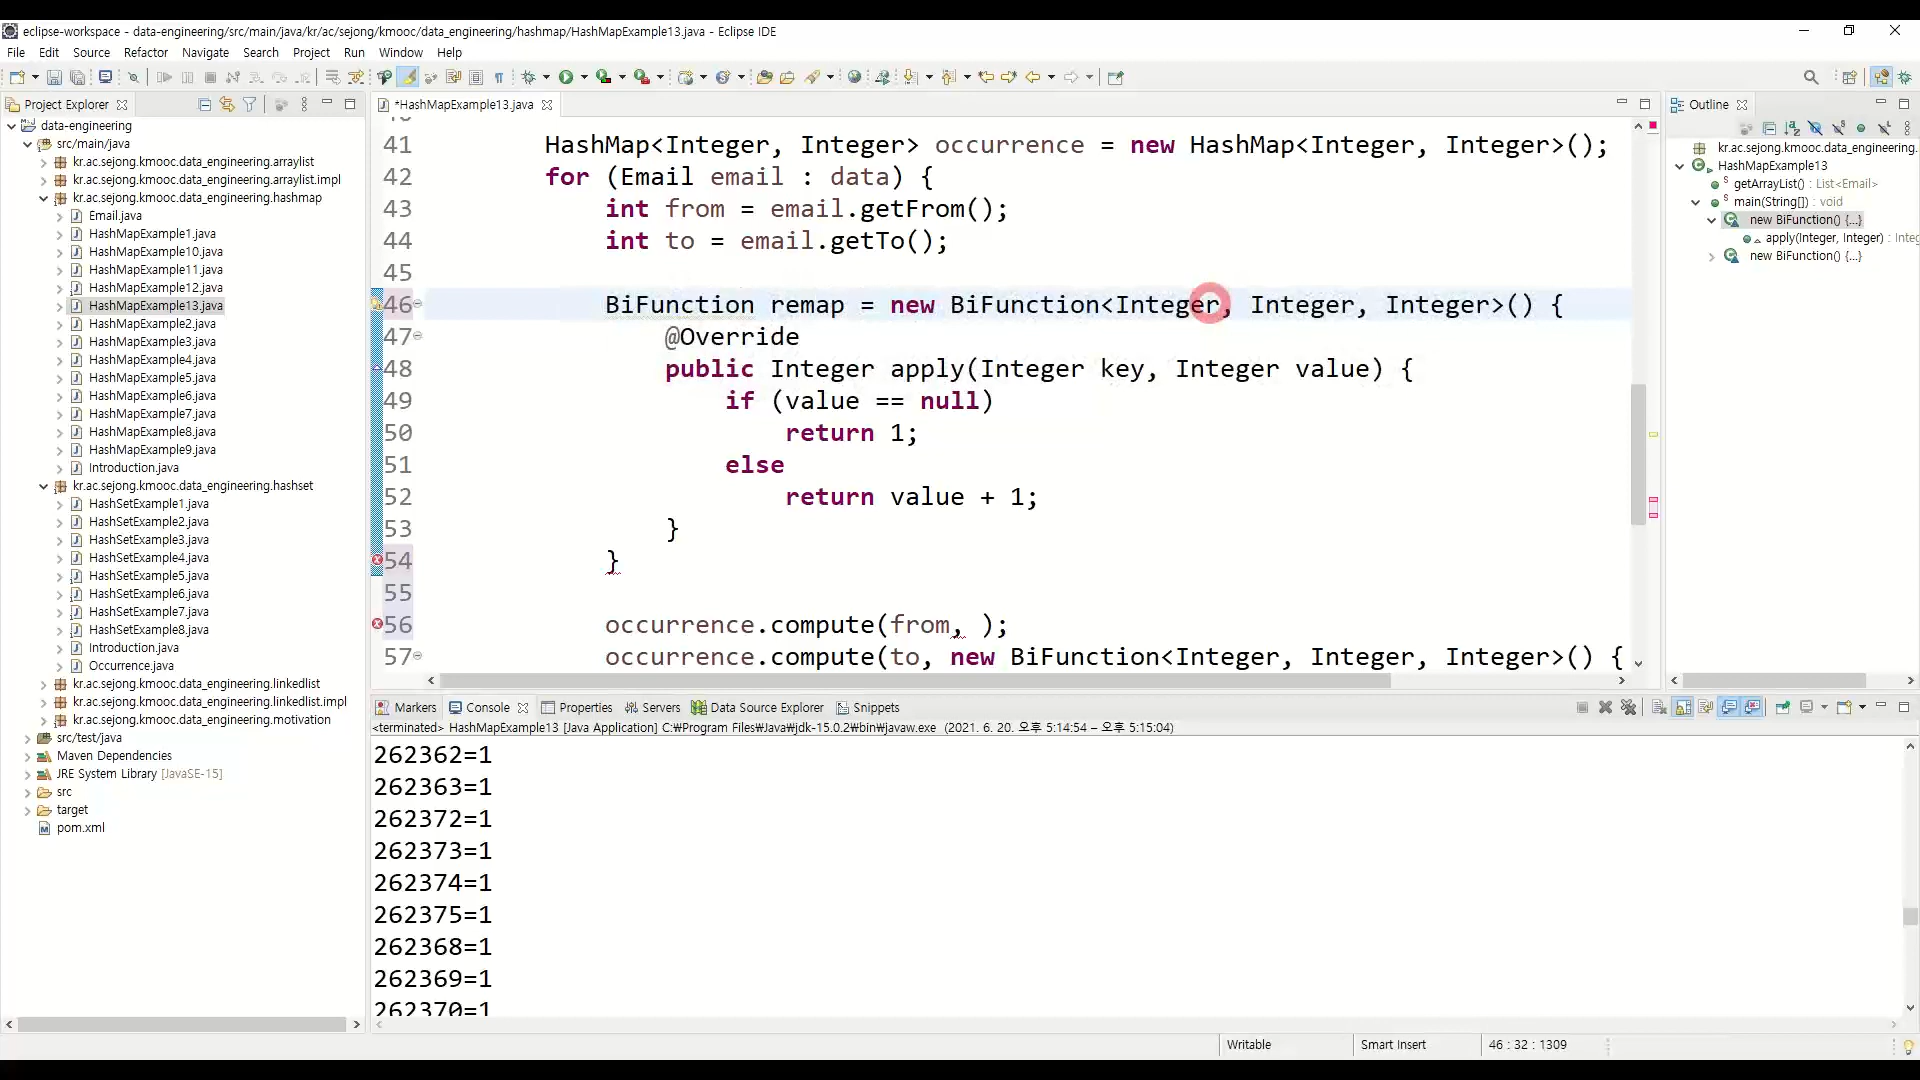 eclipse-workspace - data-engineering/src/main/java/kr/ac/sejong/kmooc/data_engineering/hashmap/HashMapExample13.java - Eclipse IDE
File Edit Source Refactor Navigate Search Project Run Window Help
Project Explorer
data-engineering
src/main/java
kr.ac.sejong.kmooc.data_engineering.arraylist
kr.ac.sejong.kmooc.data_engineering.arraylist.impl
kr.ac.sejong.kmooc.data_engineering.hashmap
Email.java
HashMapExample1.java
HashMapExample10.java
HashMapExample11.java
HashMapExample12.java
HashMapExample13.java
HashMapExample2.java
HashMapExample3.java
HashMapExample4.java
HashMapExample5.java
HashMapExample6.java
HashMapExample7.java
HashMapExample8.java
HashMapExample9.java
Introduction.java
kr.ac.sejong.kmooc.data_engineering.hashset
HashSetExample1.java
HashSetExample2.java
HashSetExample3.java
HashSetExample4.java
HashSetExample5.java
HashSetExample6.java
HashSetExample7.java
HashSetExample8.java
Introduction.java
Occurrence.java
kr.ac.sejong.kmooc.data_engineering.linkedlist
kr.ac.sejong.kmooc.data_engineering.linkedlist.impl
kr.ac.sejong.kmooc.data_engineering.motivation
src/test/java
Maven Dependencies
JRE System Library [JavaSE-15]
src
target
pom.xml
*HashMapExample13.java
41 HashMap<Integer, Integer> occurrence = new HashMap<Integer, Integer>();
42 for (Email email : data) {
43 int from = email.getFrom();
44 int to = email.getTo();
45
46 BiFunction remap = new BiFunction<Integer, Integer, Integer>() {
47 @Override
48 public Integer apply(Integer key, Integer value) {
49 if (value == null)
50 return 1;
51 else
52 return value + 1;
53 }
54 }
55
56 occurrence.compute(from, );
57 occurrence.compute(to, new BiFunction<Integer, Integer, Integer>() {
Outline
kr.ac.sejong.kmooc.data_engineering.
HashMapExample13
getArrayList() : List<Email>
main(String[]) : void
new BiFunction() {...}
apply(Integer, Integer) : Integ
new BiFunction() {...}
Markers Console Properties Servers Data Source Explorer Snippets
<terminated> HashMapExample13 [Java Application] C:₩Program Files₩Java₩jdk-15.0.2₩bin₩javaw.exe (2021. 6. 20. 오후 5:14:54 – 오후 5:15:04)
262362=1
262363=1
262372=1
262373=1
262374=1
262375=1
262368=1
262369=1
262370=1
Writable Smart Insert 46 : 32 : 1309